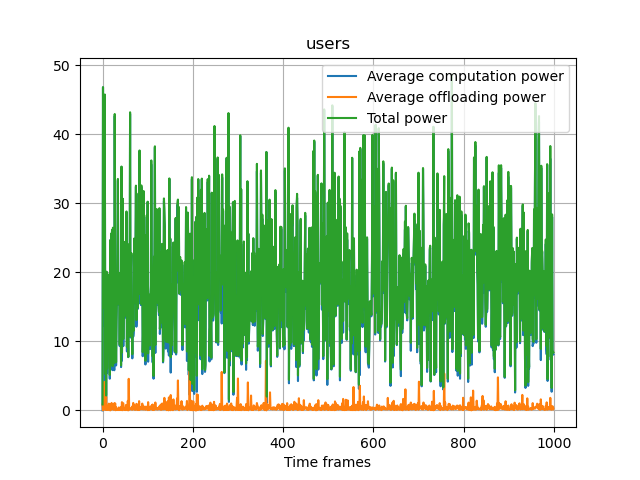 users
Average computation power
Average offloading power
Total power
50
40
30
20
10
0
0 200 400 600 800 1000
Time frames